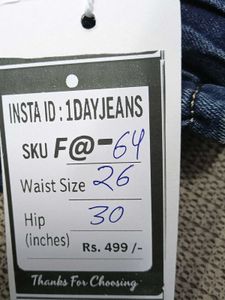 INSTA ID : 1DAYJEANS
SKU F@-64
Waist Size 26
Hip 30
(inches) Rs. 499 /-
Thanks For Choosing